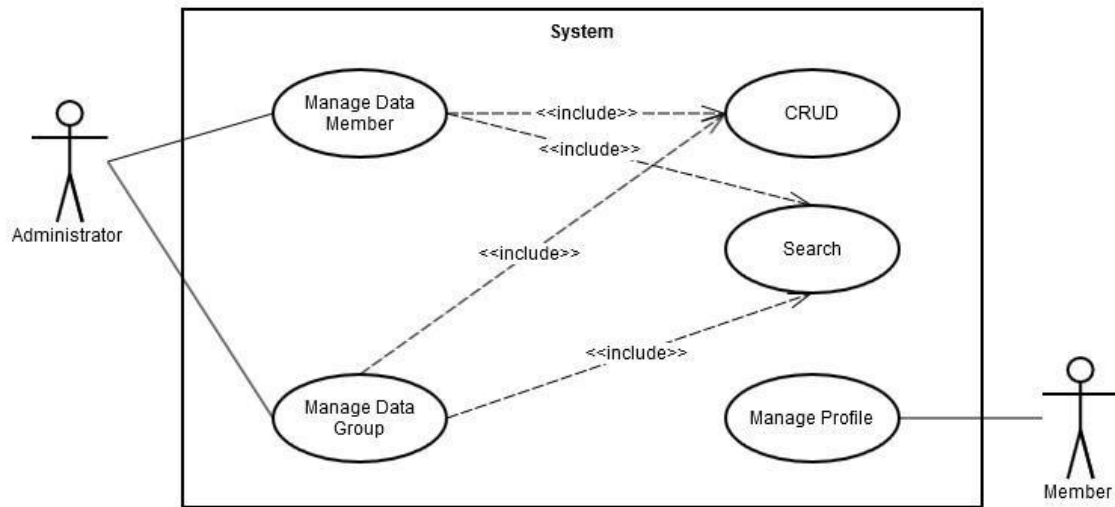 System
Manage Data
Member
<<include>>
CRUD
<<include>>
Administrator
<<include>>
Search
<<include>>
Manage Data
Group
Manage Profile
Member